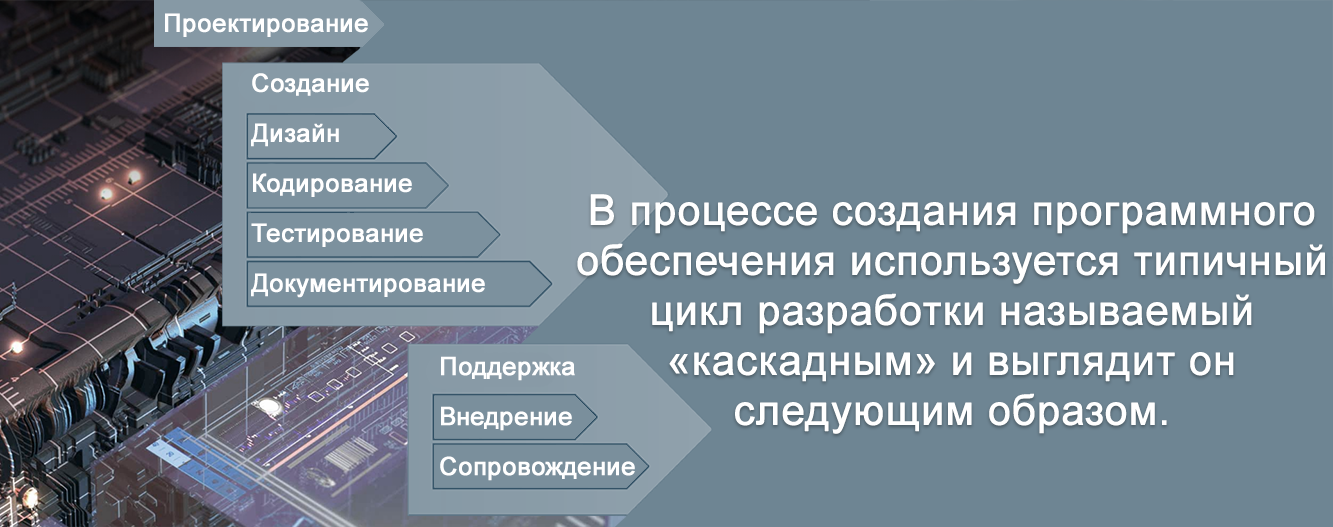 Проектирование
Создание
Дизайн
Кодирование
Тестирование
Документирование
Поддержка
Внедрение
Сопровождение
В процессе создания программного
обеспечения используется типичный
цикл разработки называемый
«каскадным» и выглядит он
следующим образом.